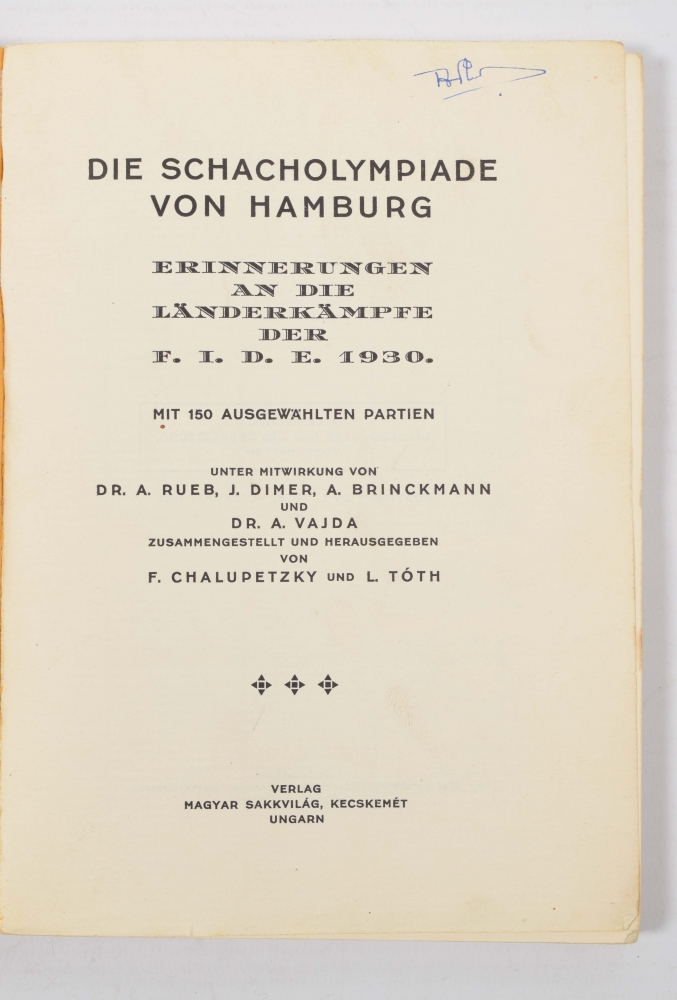 DIE SCHACHOLYMPIADE
VON HAMBURG
ERINNERUNGEN
AN DIE
LÄNDERKÄMPFE
DER
F. I. D. E. 1930.
MIT 150 AUSGEWÄHLTEN PARTIEN
UNTER MITWIRKUNG VON
DR. A. RUEB, J. DIMER, A. BRINCKMANN
UND
DR. A. VAJDA
ZUSAMMENGESTELLT UND HERAUSGEGEBEN
VON
F. CHALUPETZKY UND L. TÓTH
VERLAG
MAGYAR SAKKVILÁG, KECSKEMÉT
UNGARN